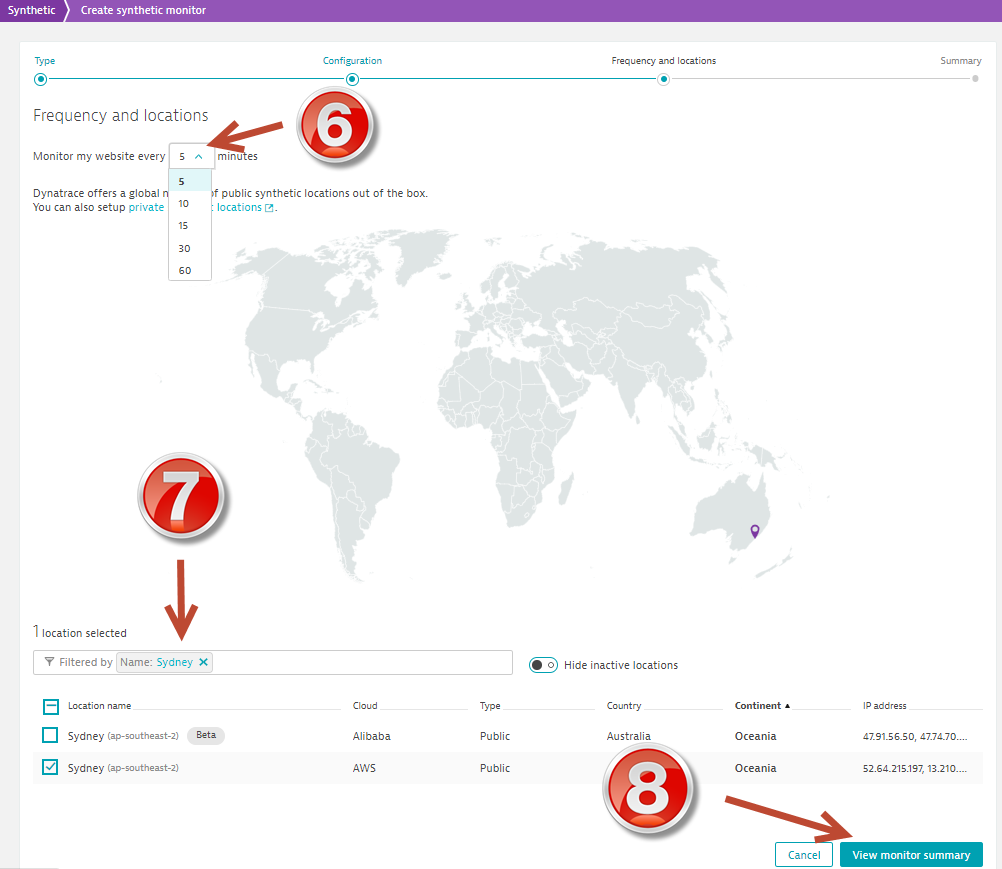 Synthetic Create synthetic monitor
Type Configuration Frequency and locations Summary
Frequency and locations
6
Monitor my website every 5 minutes
5
Dynatrace offers a global n of public synthetic locations out of the box.
10
You can also setup private t locations.
15
30
60
7
1 location selected
Filtered by Name: Sydney
Hide inactive locations
Location name Cloud Type Country Continent IP address
Sydney (ap-southeast-2) Beta Alibaba Public Australia Oceania 47.91.56.50, 47.74.70....
Sydney (ap-southeast-2) AWS Public Oceania 52.64.215.197, 13.210....
8
Cancel View monitor summary